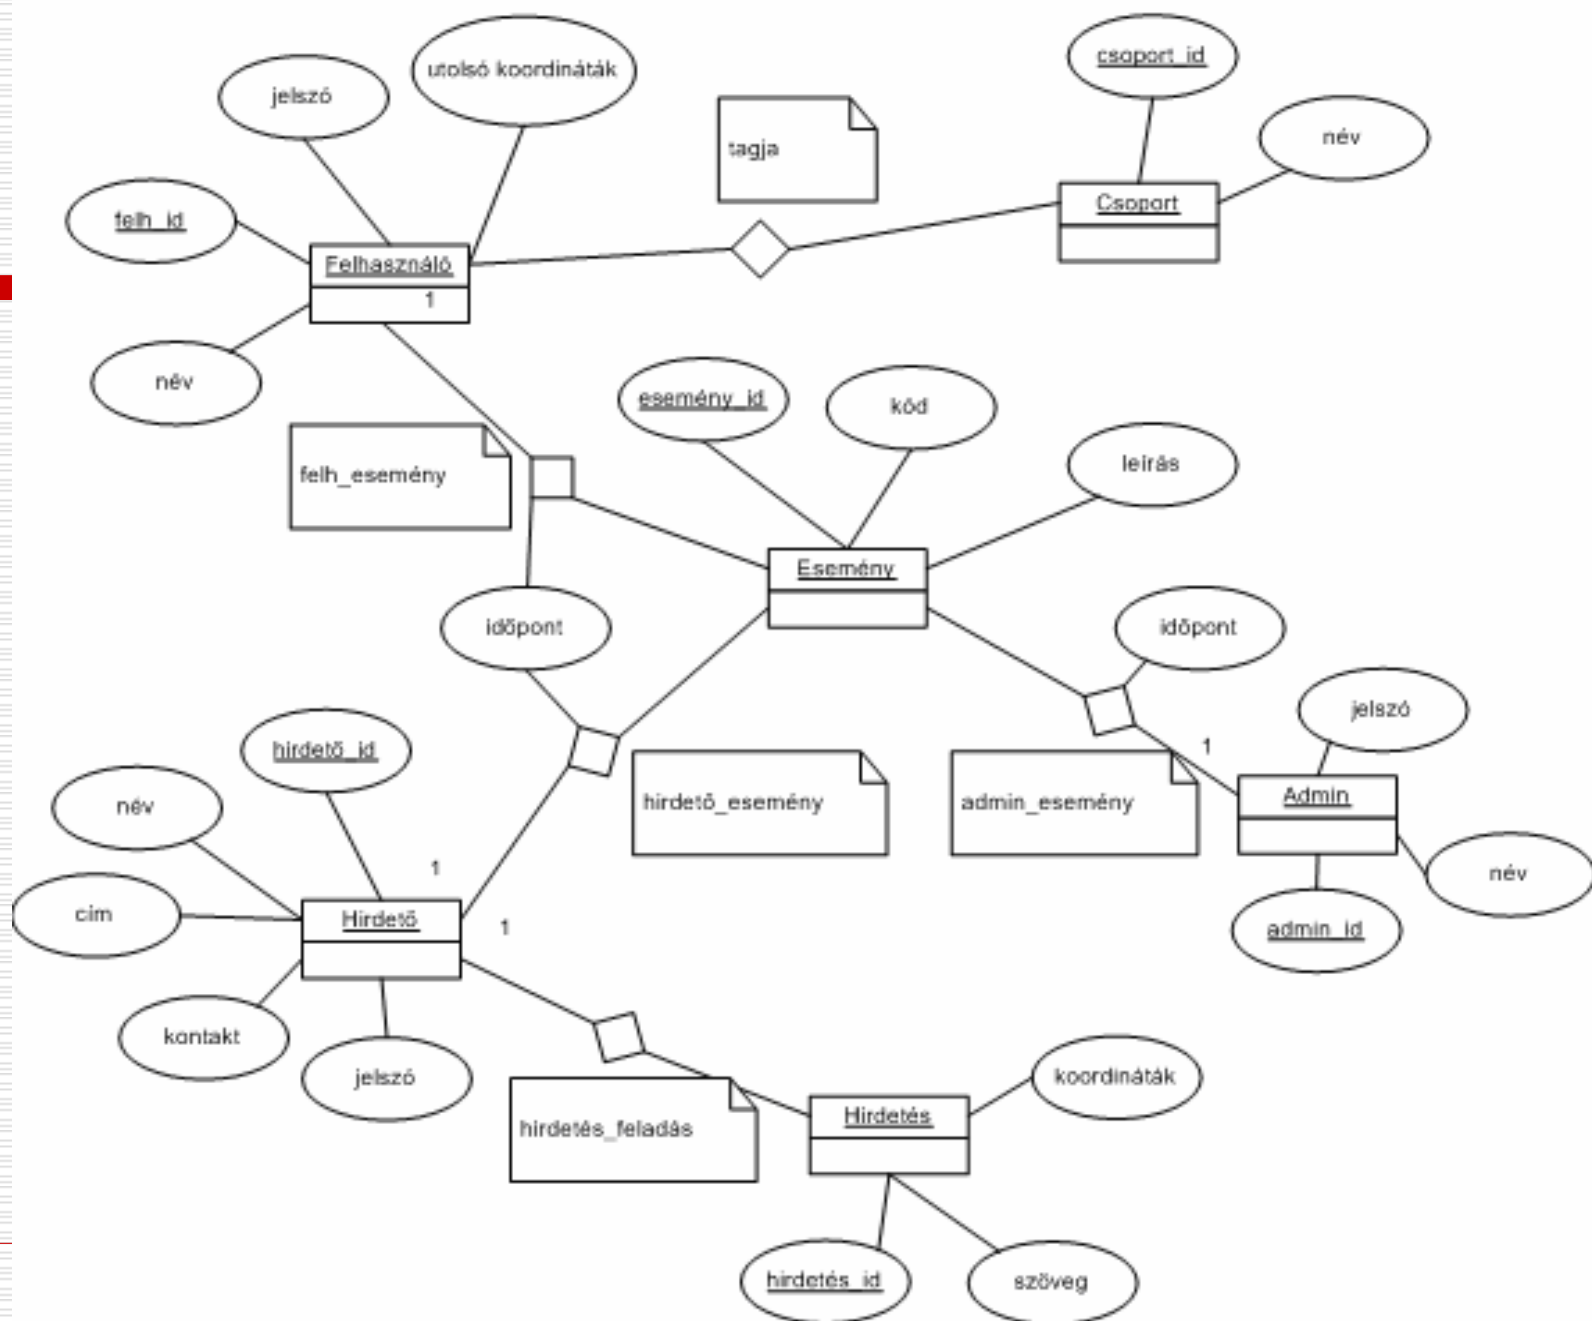 utolsó koordináták
jelszó
csoport_id
név
tagja
felh_id
Csoport
Felhasználó
1
név
esemény_id
kód
leírás
felh_esemény
Esemény
időpont
időpont
jelszó
hirdető_id
1
név
hirdető_esemény
admin_esemény
Admin
1
név
cím
Hirdető
1
admin_id
kontakt
jelszó
koordináták
hirdetés_feladás
Hirdetés
hirdetés_id
szöveg